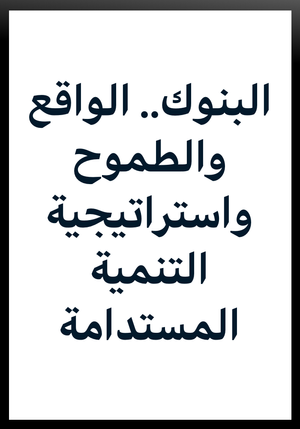 البنوك.. الواقع
والطموح
واستراتيجية
التنمية
المستدامة